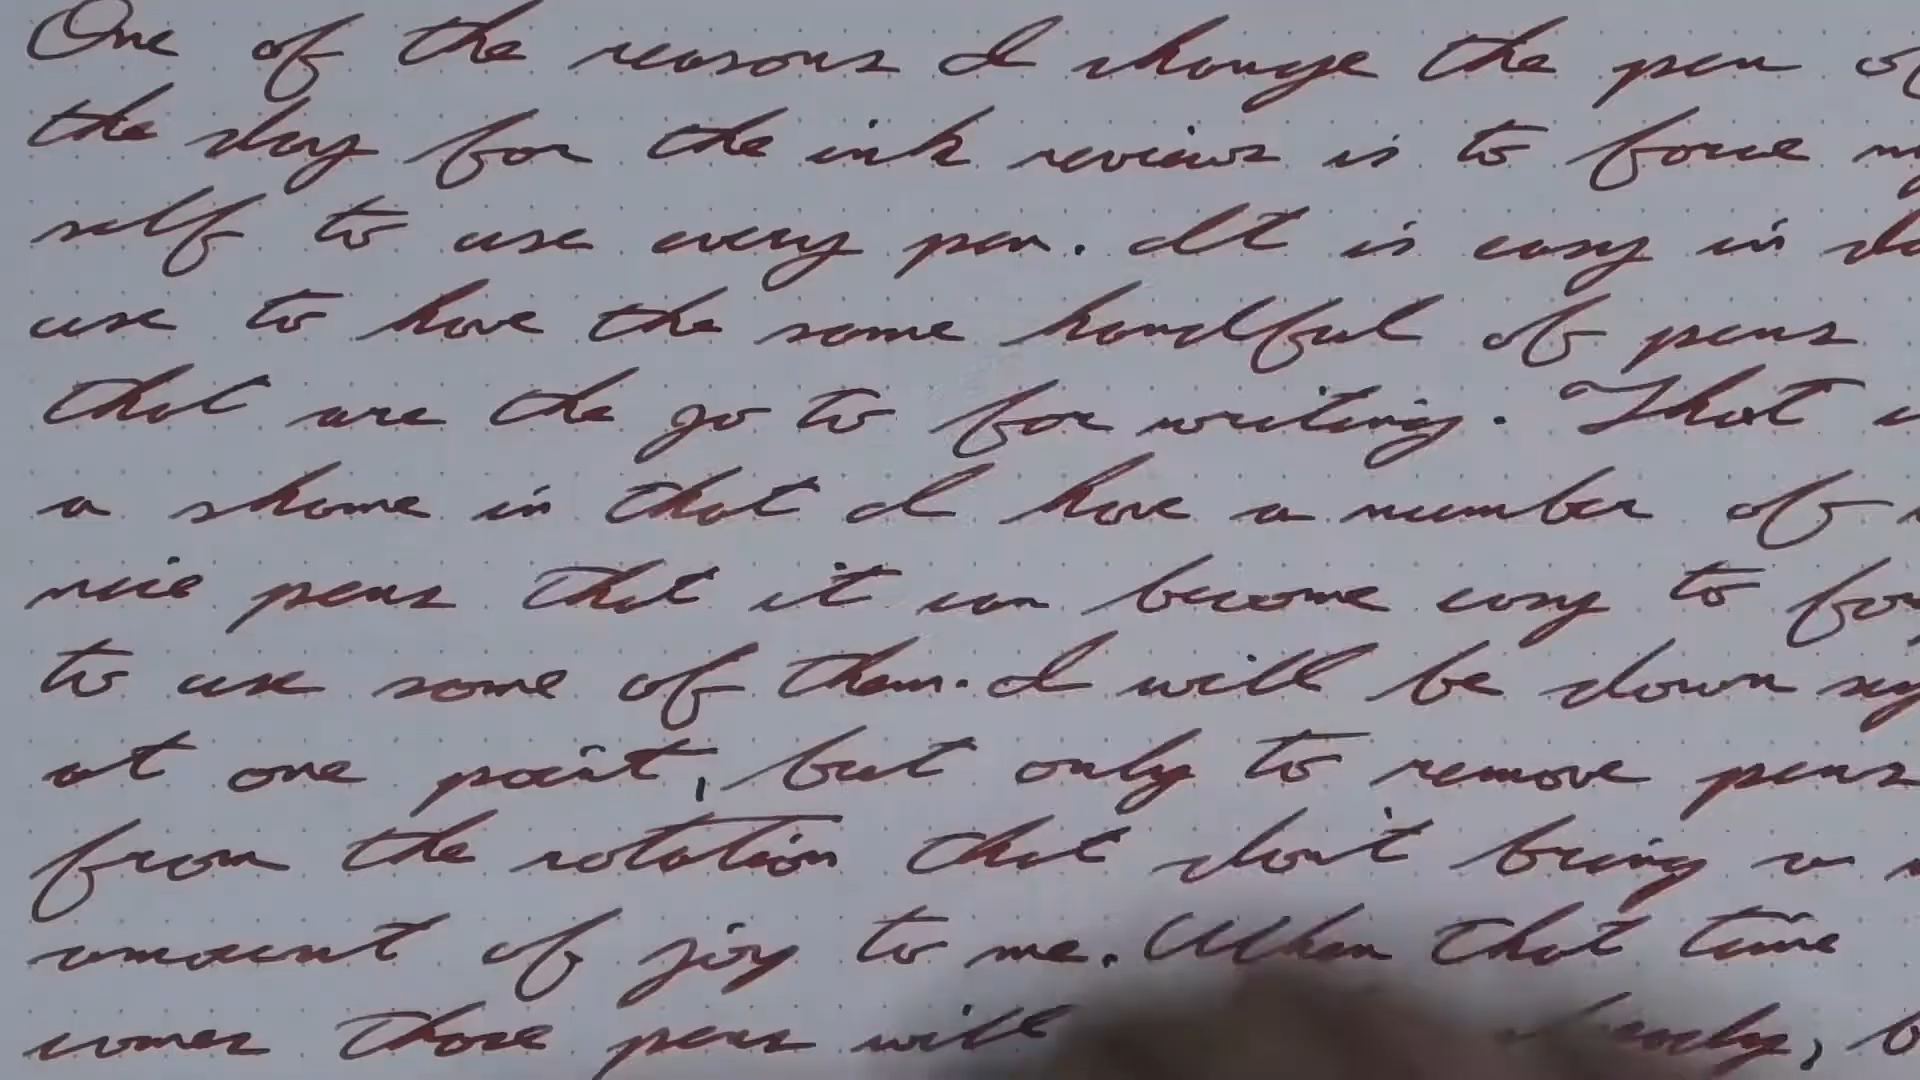 One of the reasons I change the pen of
the day for the ink reviews is to force my
self to use every pen. It is easy in
use to have the same handful of pens
that are the go to for writing. That
a shame in that I have a number of
nice pens that it can become easy to
to use some of them. I will be down
at one point, but only to remove pens
from the rotation that don't bring a
amount of joy to me. When that time
comes those pens will